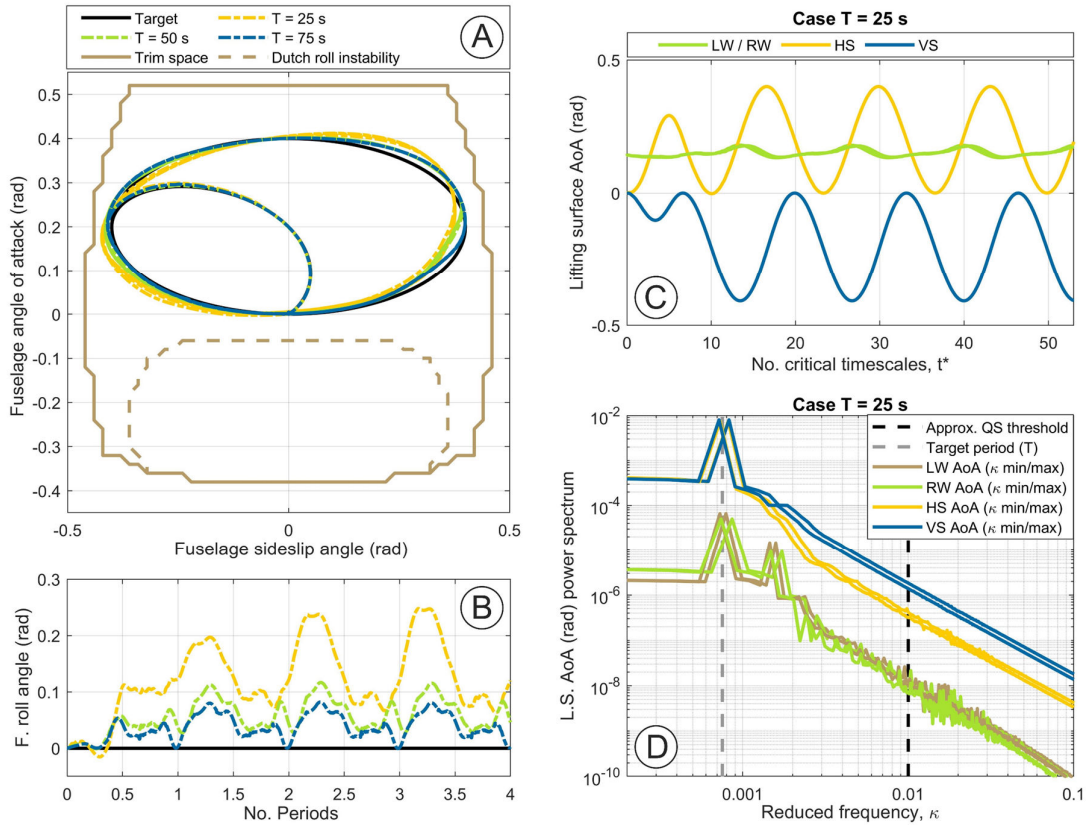 Target
T = 25 s
T = 50 s
T = 75 s
Trim space
Dutch roll instability
A
Fuselage angle of attack (rad)
0.5
0.4
0.3
0.2
0.1
0
-0.1
-0.2
-0.3
-0.4
-0.5
0
0.5
Fuselage sideslip angle (rad)
B
F. roll angle (rad)
0.3
0.2
0.1
0
0
0.5
1
1.5
2
2.5
3
3.5
4
No. Periods
Case T = 25 s
LW / RW
HS
VS
Lifting surface AoA (rad)
0.5
0
-0.5
C
0
10
20
30
40
50
No. critical timescales, t*
Case T = 25 s
Approx. QS threshold
Target period (T)
LW AoA (κ min/max)
RW AoA (κ min/max)
HS AoA (κ min/max)
VS AoA (κ min/max)
L.S. AoA (rad) power spectrum
10⁻²
10⁻⁴
10⁻⁶
10⁻⁸
10⁻¹⁰
D
0.001
0.01
0.1
Reduced frequency, κ